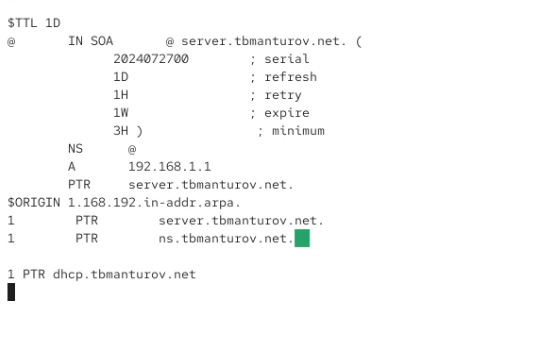 $TTL 1D
@ IN SOA @ server.tbmanturov.net. (
2024072700 ; serial
1D ; refresh
1H ; retry
1W ; expire
3H ) ; minimum
NS @
A 192.168.1.1
PTR server.tbmanturov.net.
$ORIGIN 1.168.192.in-addr.arpa.
1 PTR server.tbmanturov.net.
1 PTR ns.tbmanturov.net.
1 PTR dhcp.tbmanturov.net